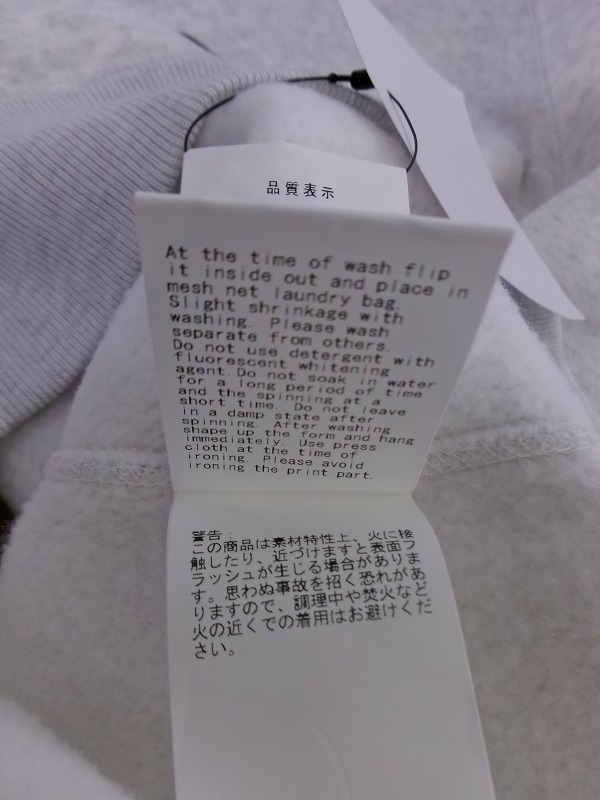 品質表示
At the time of wash flip
it inside out and place in
mesh net laundry bag.
Slight shrinkage with
washing. Please wash
separate from others.
Do not use detergent with
fluorescent whitening
agent.Do not soak in water
for a long period of time
and the spinning at a
short time. Do not leave
in a damp state after
spinning. After washing
shape up the form and hang
immediately. Use press
cloth at the time of
ironing. Please avoid
ironing the print part.
警告:
この商品は素材特性上、火に接
触したり、近づけますと表面フ
ラッシュが生じる場合がありま
す。思わぬ事故を招く恐れがあ
りますので、調理中や焚火など
火の近くでの着用はお避けくだ
さい。